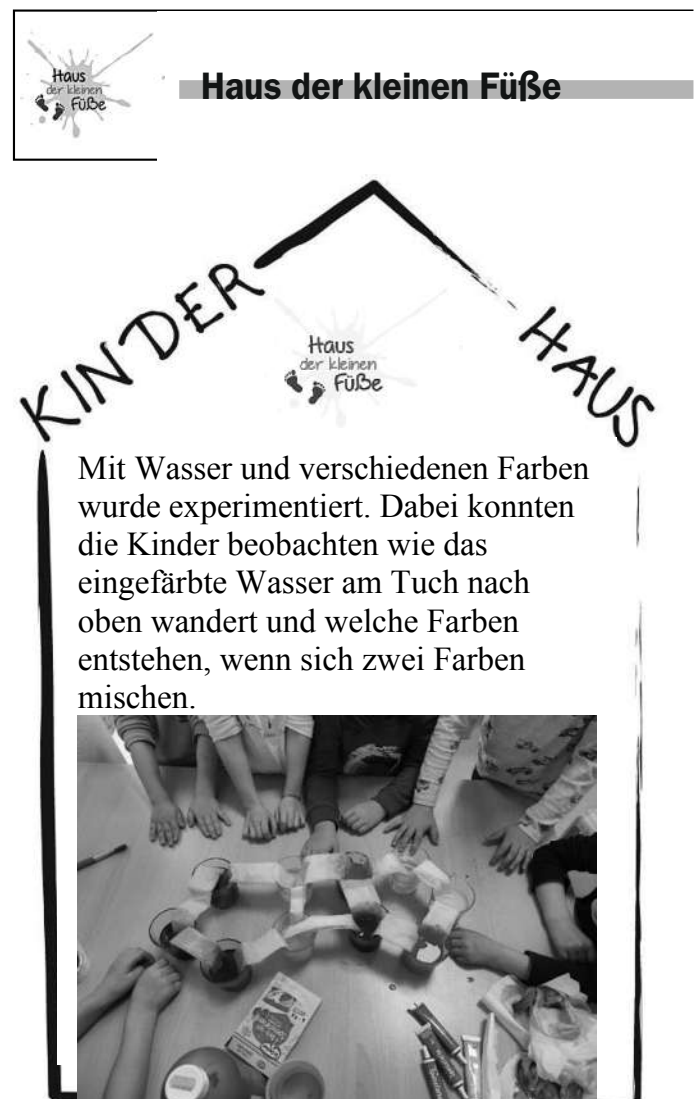 Haus
der kleinen
Füße
Haus der kleinen Füße
KINDER
HAUS
Haus
der kleinen
Füße
Mit Wasser und verschiedenen Farben
wurde experimentiert. Dabei konnten
die Kinder beobachten wie das
eingefärbte Wasser am Tuch nach
oben wandert und welche Farben
entstehen, wenn sich zwei Farben
mischen.